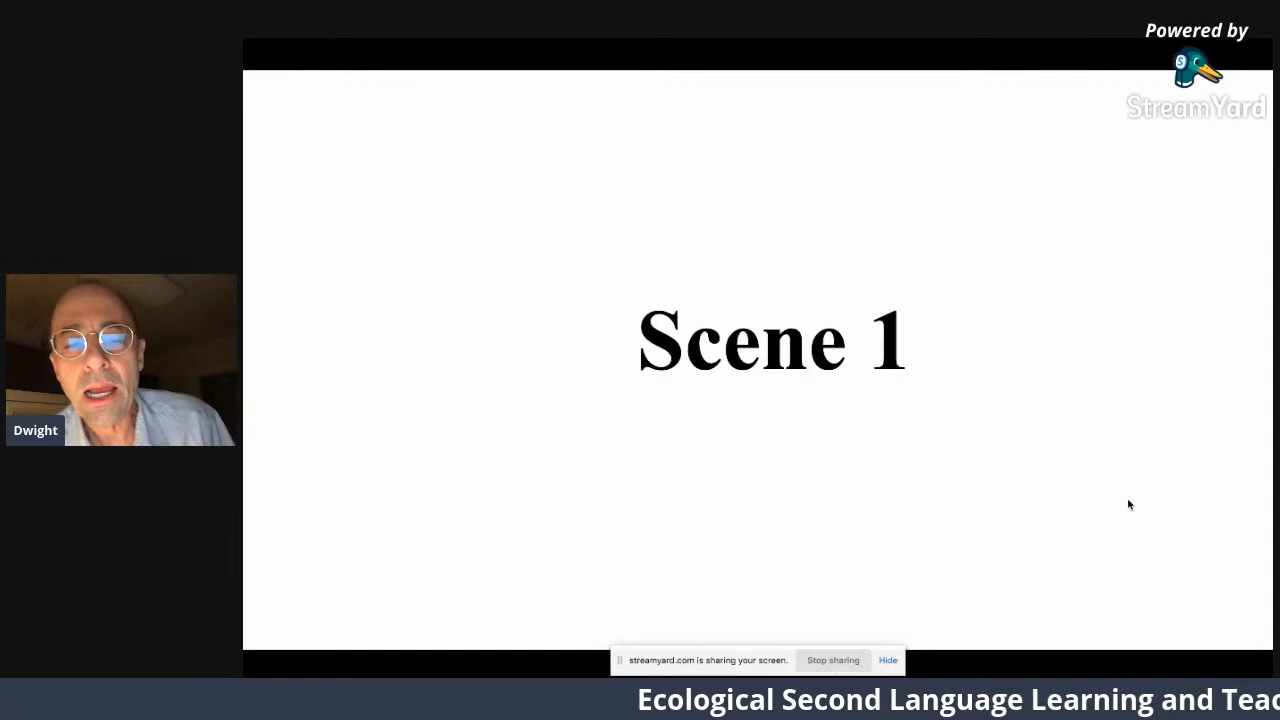 Powered by
StreamYard
Scene 1
Dwight
streamyard.com is sharing your screen. Stop sharing Hide
Ecological Second Language Learning and Teac